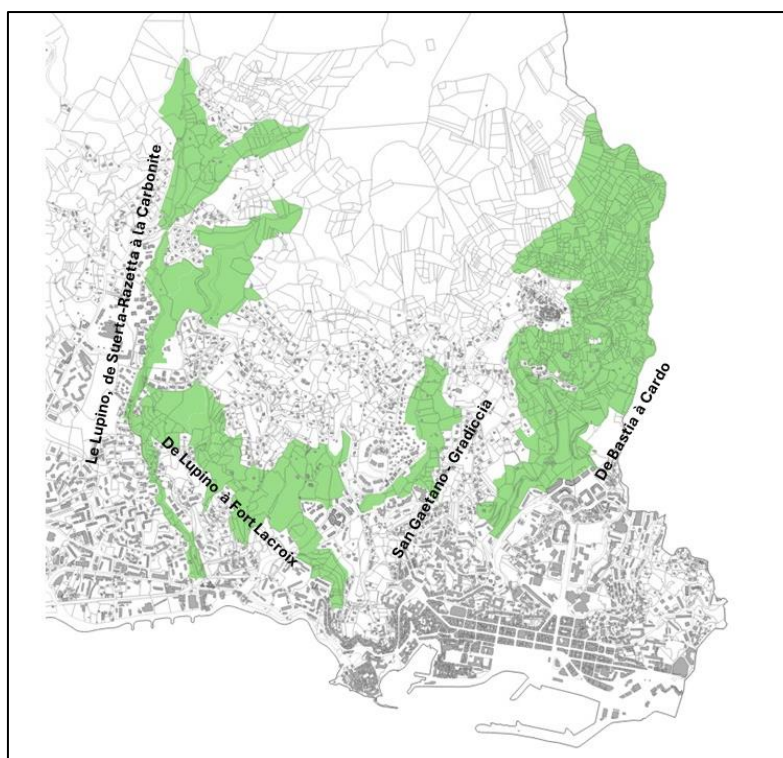 Le Lupino, de Suerta-Razetta à la Carbonite
De Lupino à Fort Lacroix
San Gaetano - Gradiccia
De Bastia à Cardo